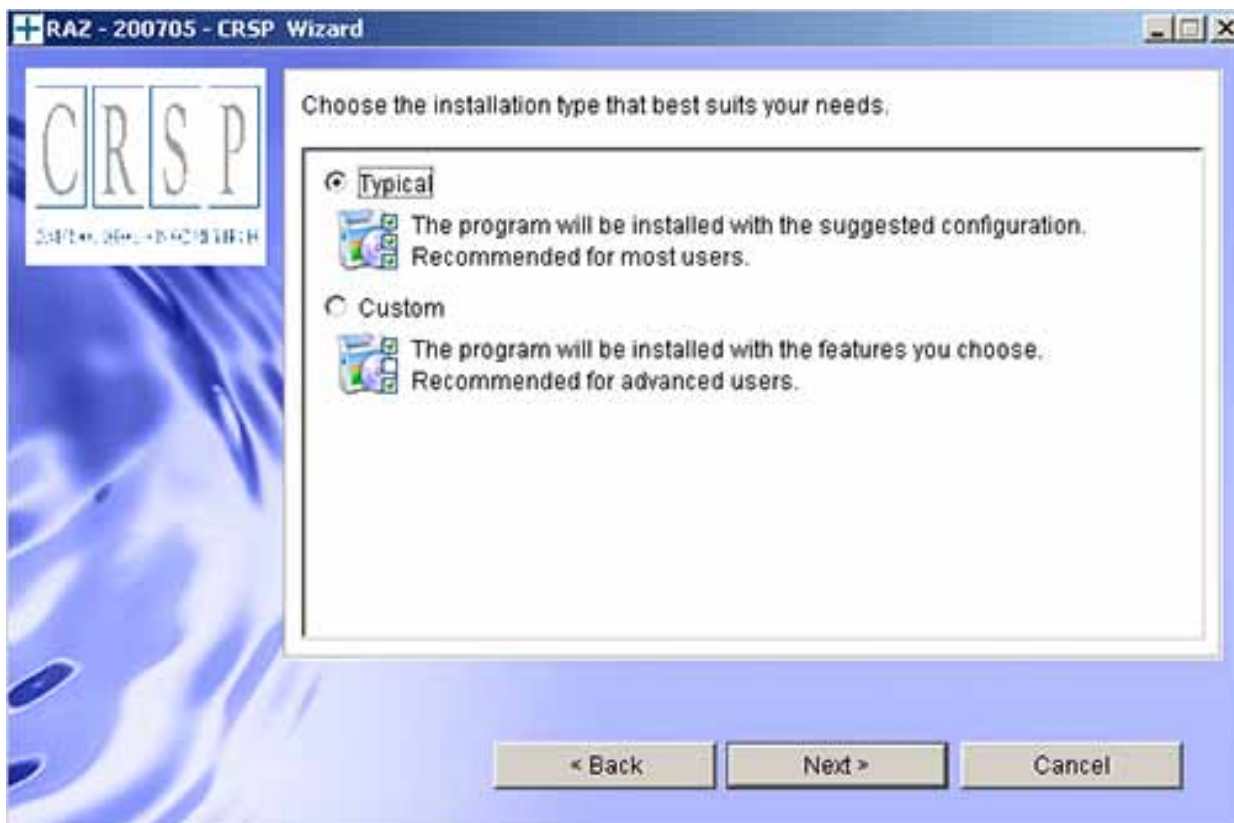 RAZ - 200705 - CRSP Wizard
CRSP
Choose the installation type that best suits your needs.
Typical
The program will be installed with the suggested configuration.
Recommended for most users.
Custom
The program will be installed with the features you choose.
Recommended for advanced users.
< Back
Next >
Cancel